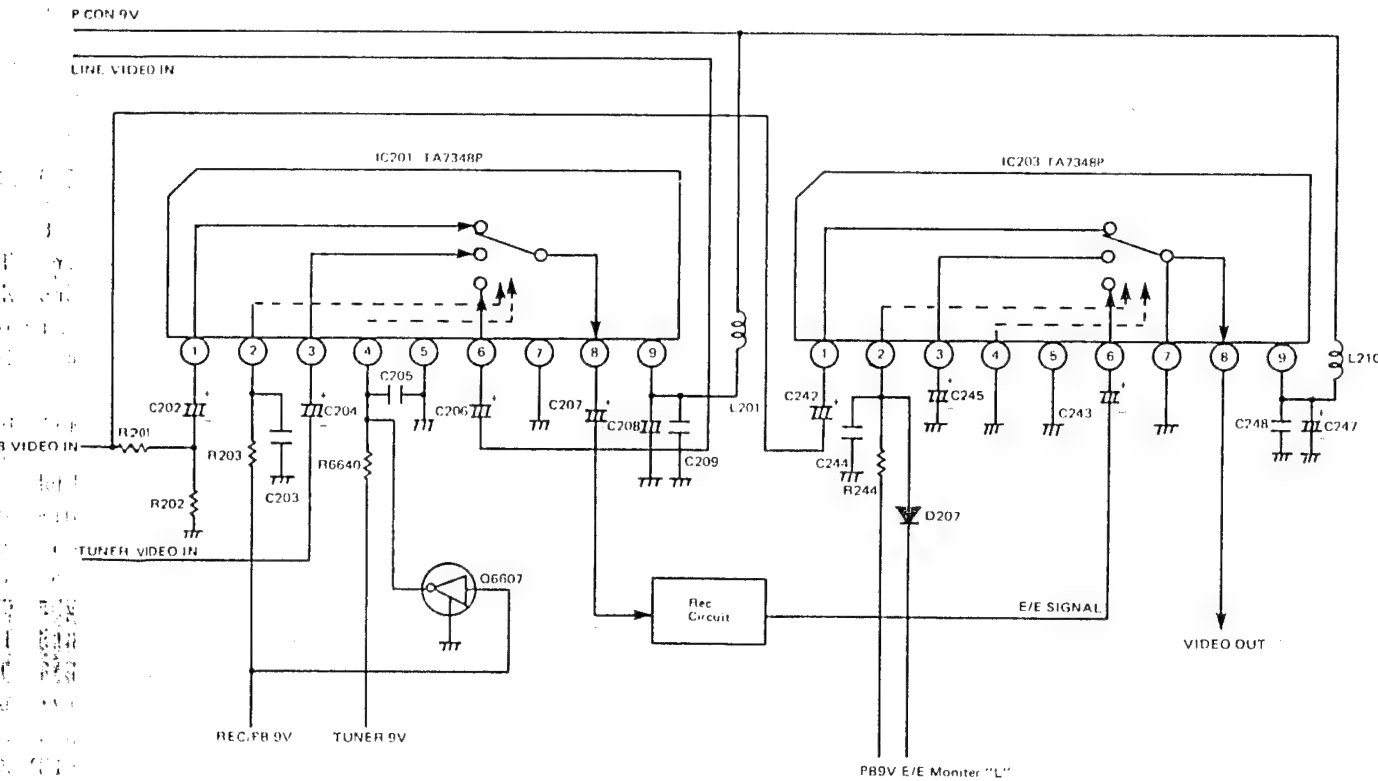 P CON 9V
LINE VIDEO IN
IC201 TA7348P
IC203 TA7348P
1 2 3 4 5 6 7 8 9
1 2 3 4 5 6 7 8 9
C205
L201
L210
C202 +
C204 +
C206 +
C207 +
C208
C209
C242 +
C245 +
C243 +
C248
C247 +
VIDEO IN
R201
R203
C203
R6640
C244
R244
R202
D207
TUNER VIDEO IN
Q6607
Rec
Circuit
E/E SIGNAL
VIDEO OUT
REC/PB 9V
TUNER 9V
PB9V E/E Moniter "L"